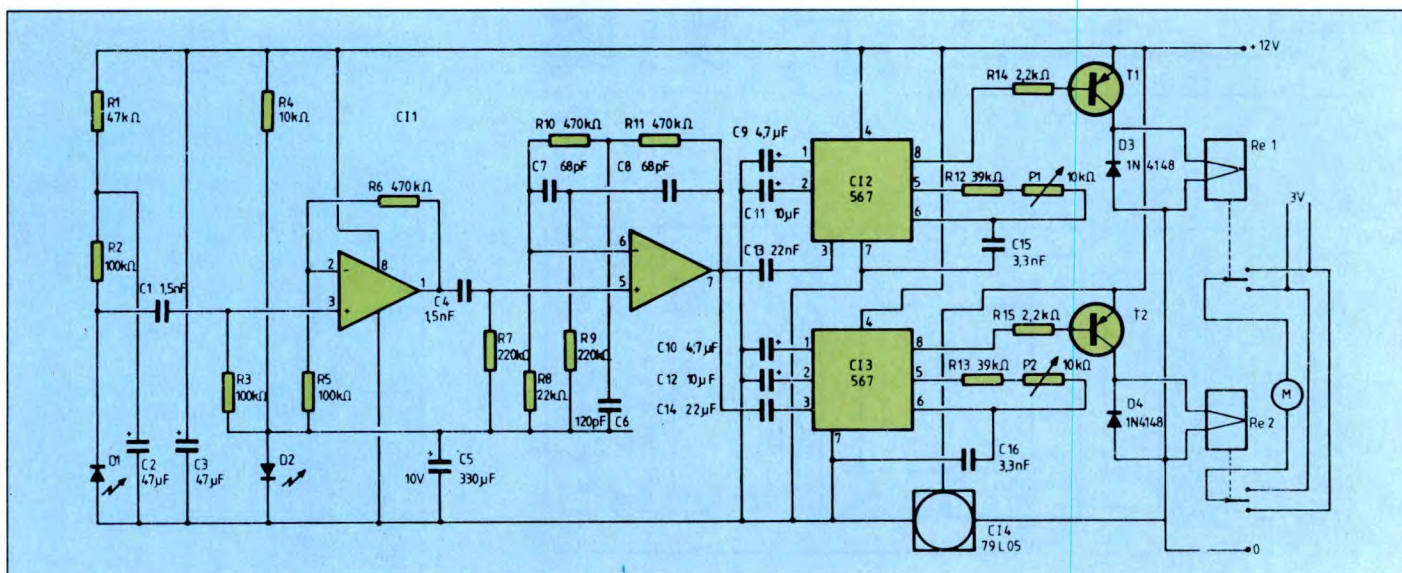 +12V
R1
47kΩ
R4
10kΩ
CI1
R10 470kΩ
R11 470kΩ
C7
68pF
C8
68pF
R6 470kΩ
R2
100kΩ
C1 1,5nF
2
3
8
1
-
+
C4
1,5nF
6
5
7
-
+
R3
100kΩ
R5
100kΩ
R7
220kΩ
R8
22kΩ
R9
220kΩ
120pF
C6
D1
C2
47µF
C3
47µF
D2
10V
C5
330µF
C9 4,7µF
C11 10µF
C13 22nF
1
2
3
4
CI2
567
8
5
6
7
R14 2,2kΩ
T1
R12 39kΩ
P1
10kΩ
C15
3,3nF
D3
1N 4148
Re 1
3V
C10 4,7µF
C12 10µF
C14 22µF
1
2
3
4
CI3
567
8
5
6
7
R15 2,2kΩ
T2
R13 39kΩ
P2
10kΩ
C16
3,3nF
D4
1N4148
Re 2
M
CI4
79L05
0